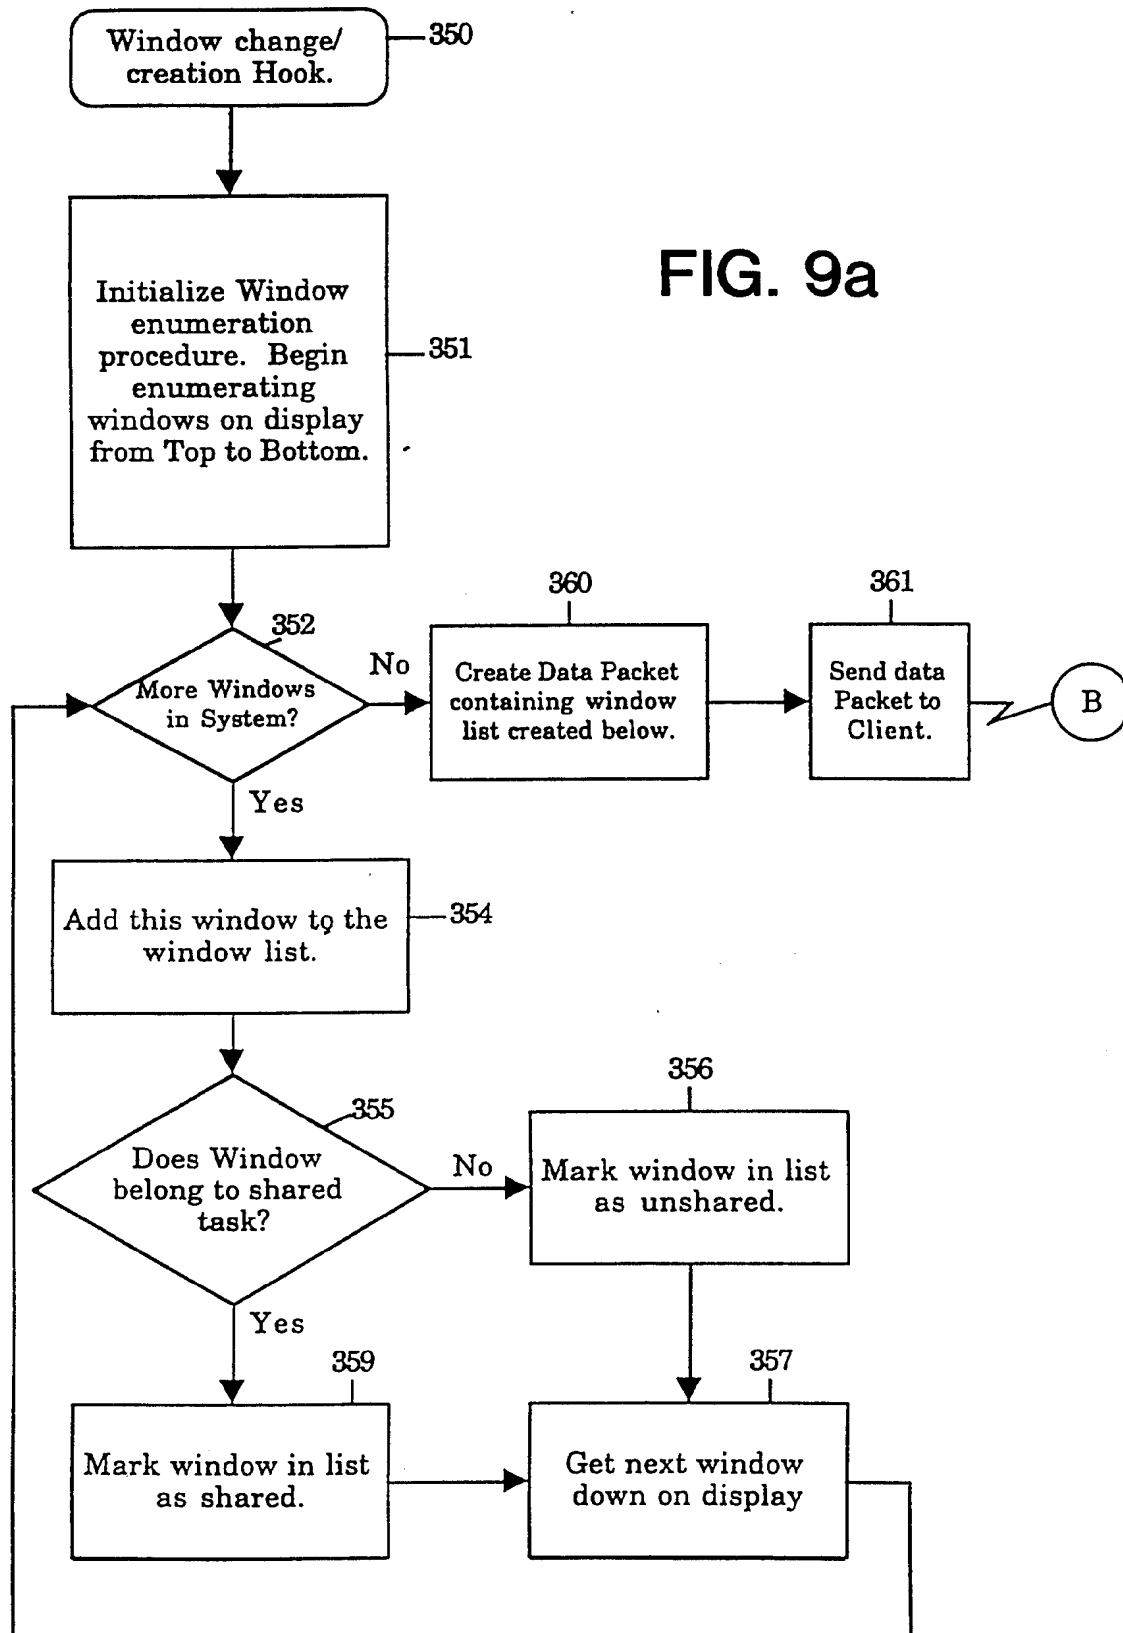 Window change/
creation Hook.
350
FIG. 9a
Initialize Window
enumeration
procedure. Begin
enumerating
windows on display
from Top to Bottom.
351
352
More Windows
in System?
No
360
Create Data Packet
containing window
list created below.
361
Send data
Packet to
Client.
B
Yes
Add this window to the
window list.
354
355
Does Window
belong to shared
task?
No
356
Mark window in list
as unshared.
Yes
359
Mark window in list
as shared.
357
Get next window
down on display